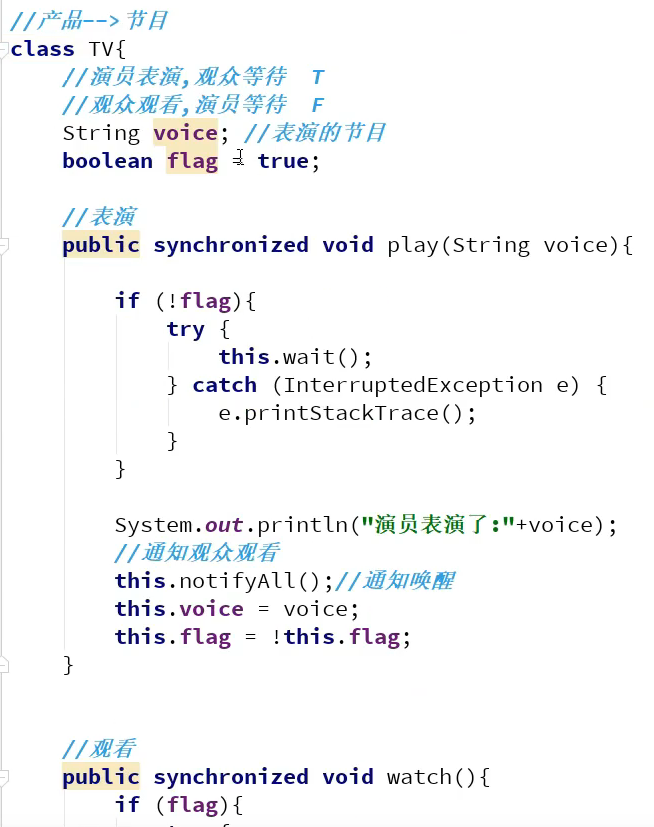 //产品-->节目
class TV{
    //演员表演,观众等待  T
    //观众观看,演员等待  F
    String voice; //表演的节目
    boolean flag = true;
    //表演
    public synchronized void play(String voice){
        if (!flag){
            try {
                this.wait();
            } catch (InterruptedException e) {
                e.printStackTrace();
            }
        }
        System.out.println("演员表演了:"+voice);
        //通知观众观看
        this.notifyAll();//通知唤醒
        this.voice = voice;
        this.flag = !this.flag;
    }
    //观看
    public synchronized void watch(){
        if (flag){